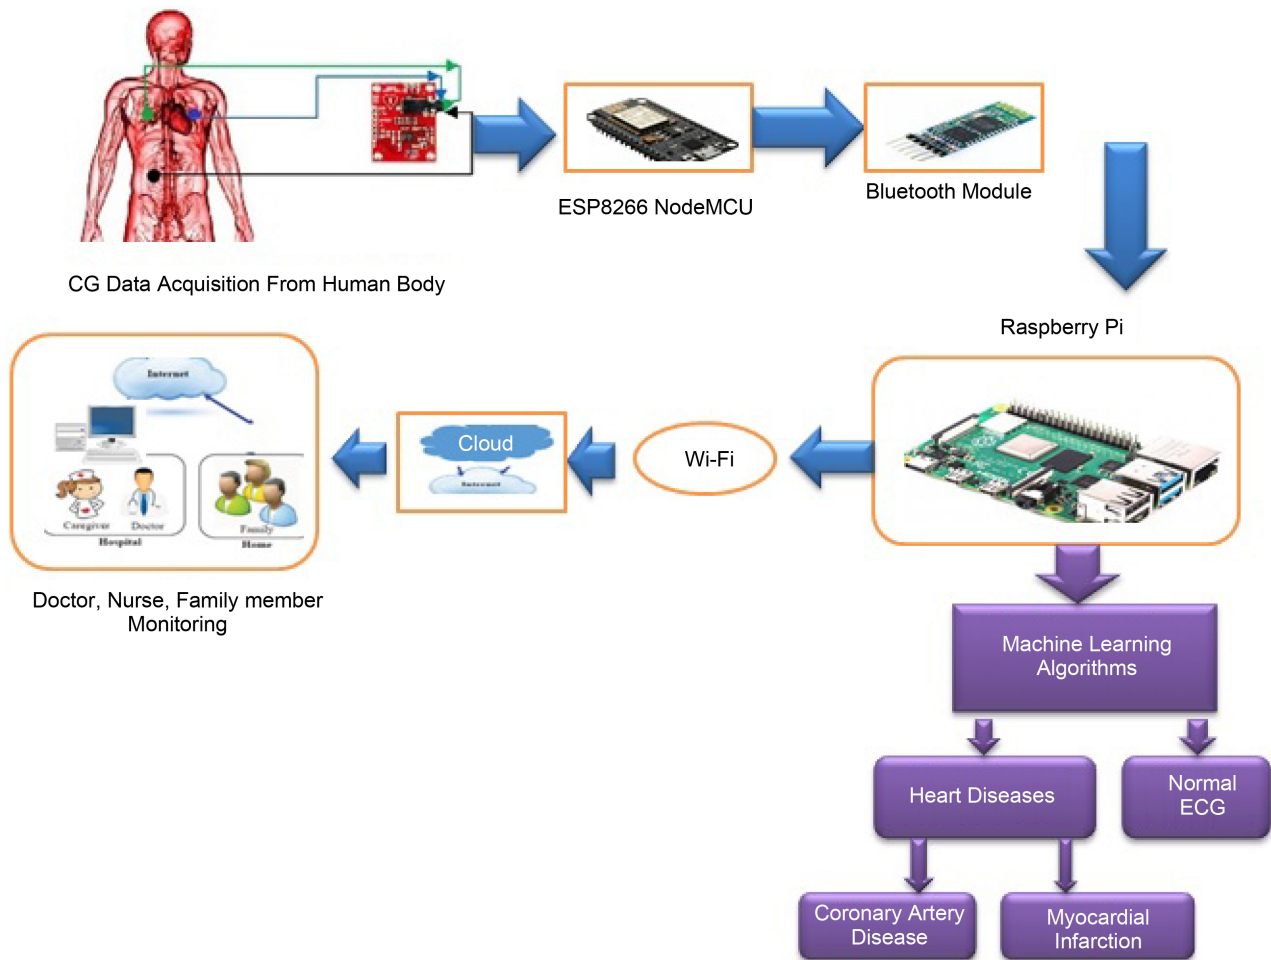 ESP8266 NodeMCU
Bluetooth Module
CG Data Acquisition From Human Body
Raspberry Pi
Internet
Caregiver
Doctor
Hospital
Family
Home
Doctor, Nurse, Family member
Monitoring
Cloud
Internet
Wi-Fi
Machine Learning
Algorithms
Heart Diseases
Normal
ECG
Coronary Artery
Disease
Myocardial
Infarction